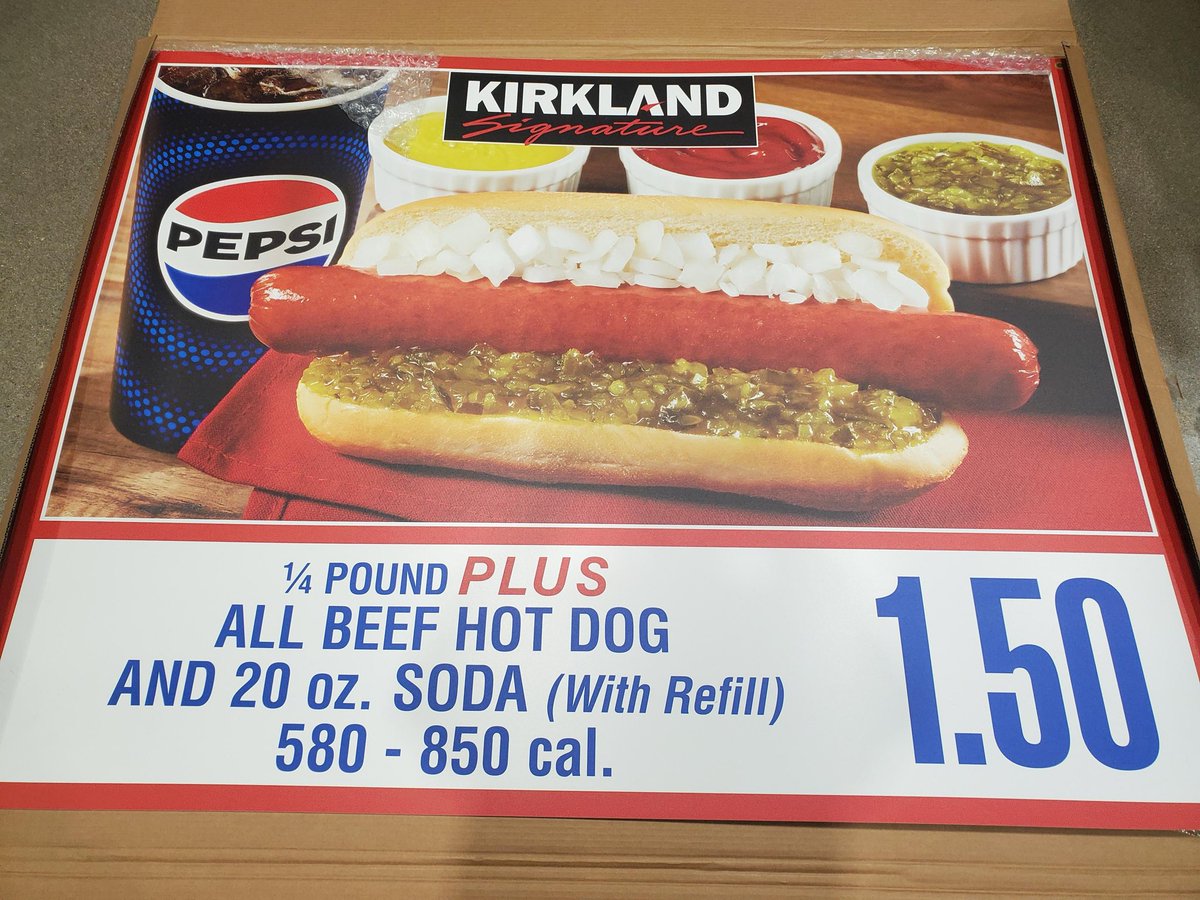 KIRKLAND
Signature
PEPSI
¼ POUND PLUS
ALL BEEF HOT DOG
AND 20 oz. SODA (With Refill)
580 - 850 cal.
1.50